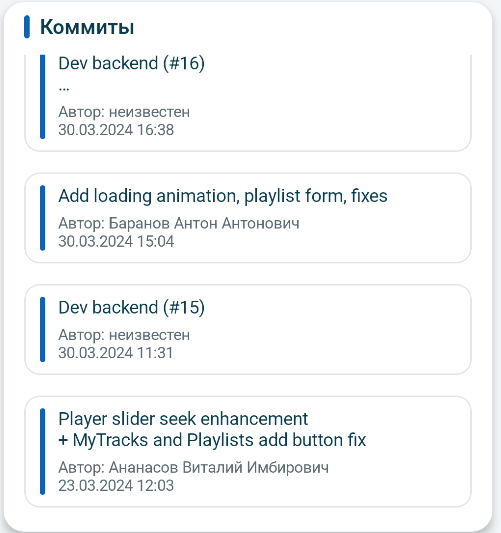 Коммиты
Dev backend (#16)
...
Автор: неизвестен
30.03.2024 16:38
Add loading animation, playlist form, fixes
Автор: Баранов Антон Антонович
30.03.2024 15:04
Dev backend (#15)
Автор: неизвестен
30.03.2024 11:31
Player slider seek enhancement
+ MyTracks and Playlists add button fix
Автор: Ананасов Виталий Имбирович
23.03.2024 12:03